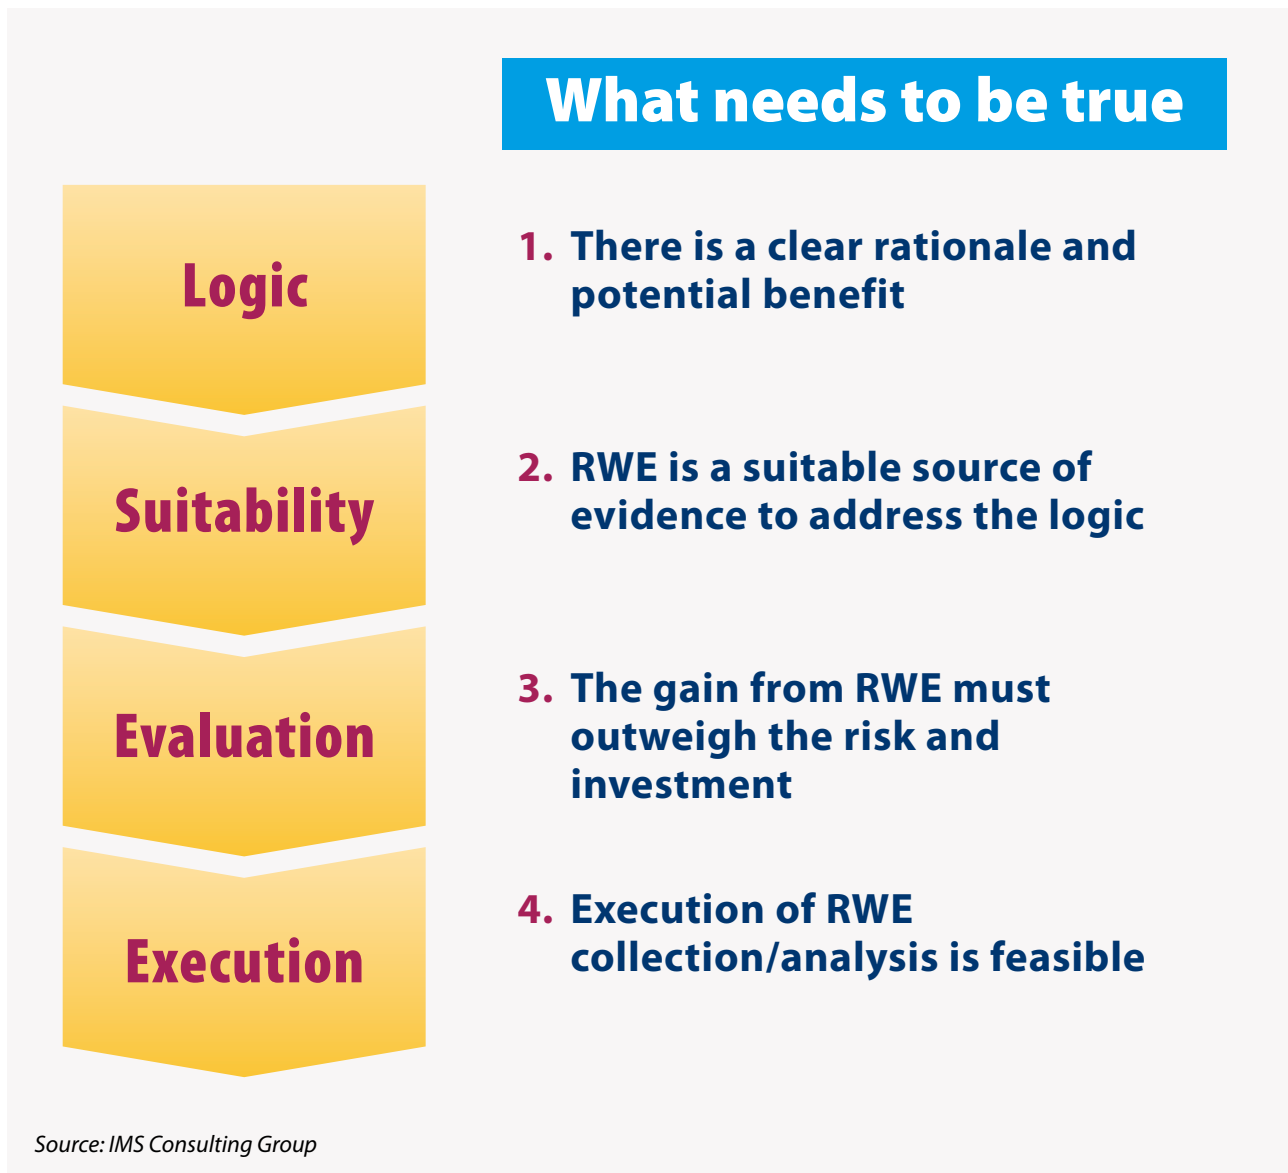 What needs to be true
Logic
1. There is a clear rationale and
potential benefit
Suitability
2. RWE is a suitable source of
evidence to address the logic
Evaluation
3. The gain from RWE must
outweigh the risk and
investment
Execution
4. Execution of RWE
collection/analysis is feasible
Source: IMS Consulting Group